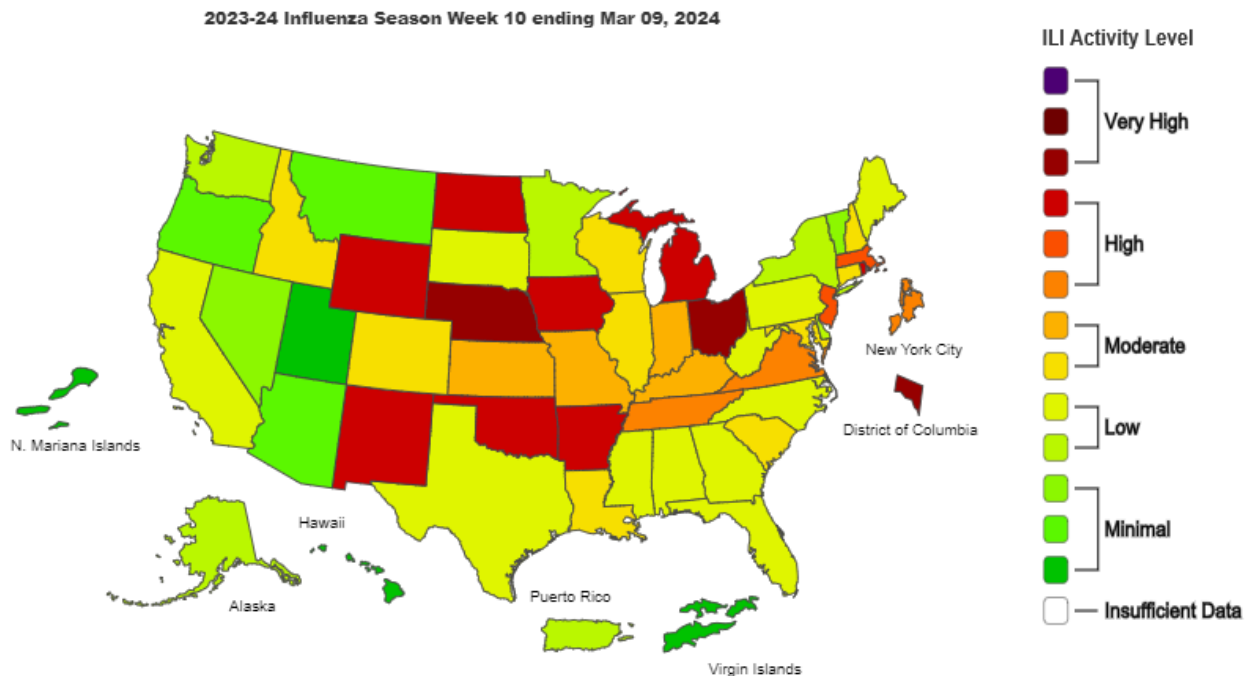 2023-24 Influenza Season Week 10 ending Mar 09, 2024
ILI Activity Level
Very High
High
Moderate
Low
Minimal
Insufficient Data
New York City
District of Columbia
N. Mariana Islands
Hawaii
Alaska
Puerto Rico
Virgin Islands